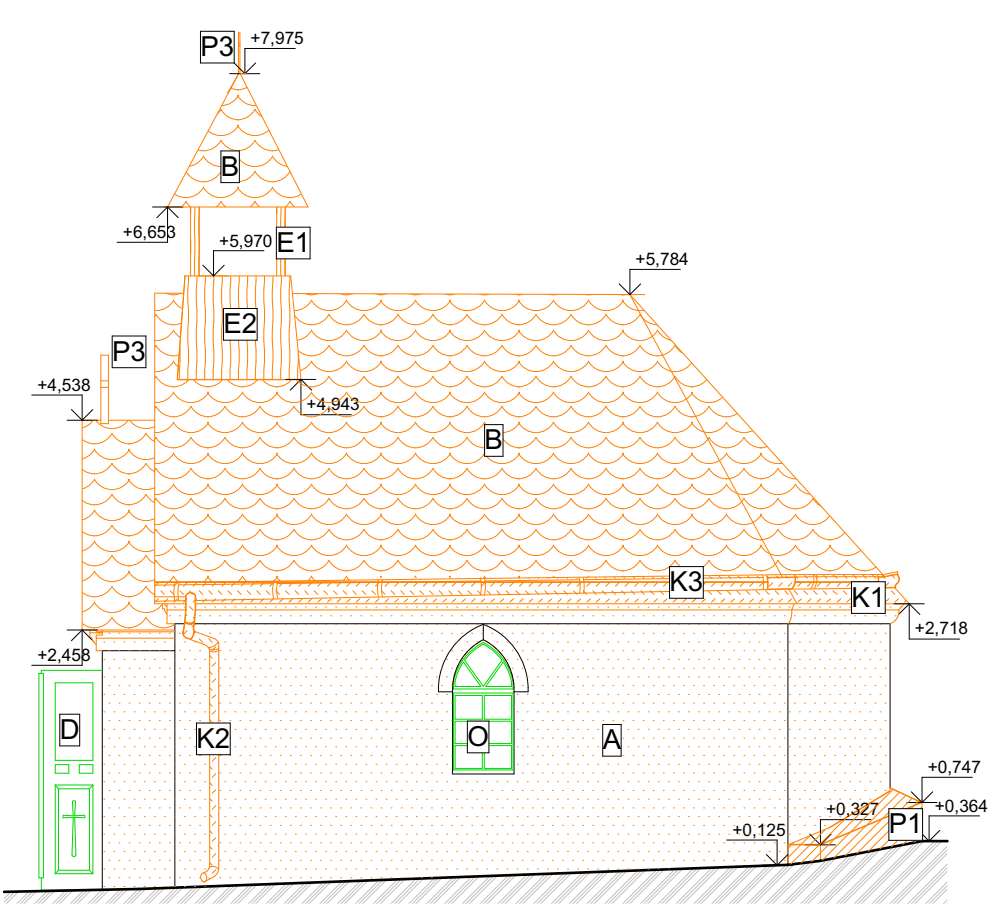 P3
+7,975
B
+6,653
+5,970
E1
+5,784
E2
P3
+4,538
+4,943
B
K3
K1
+2,718
+2,458
D
K2
O
A
+0,747
+0,327
+0,364
P1
+0,125